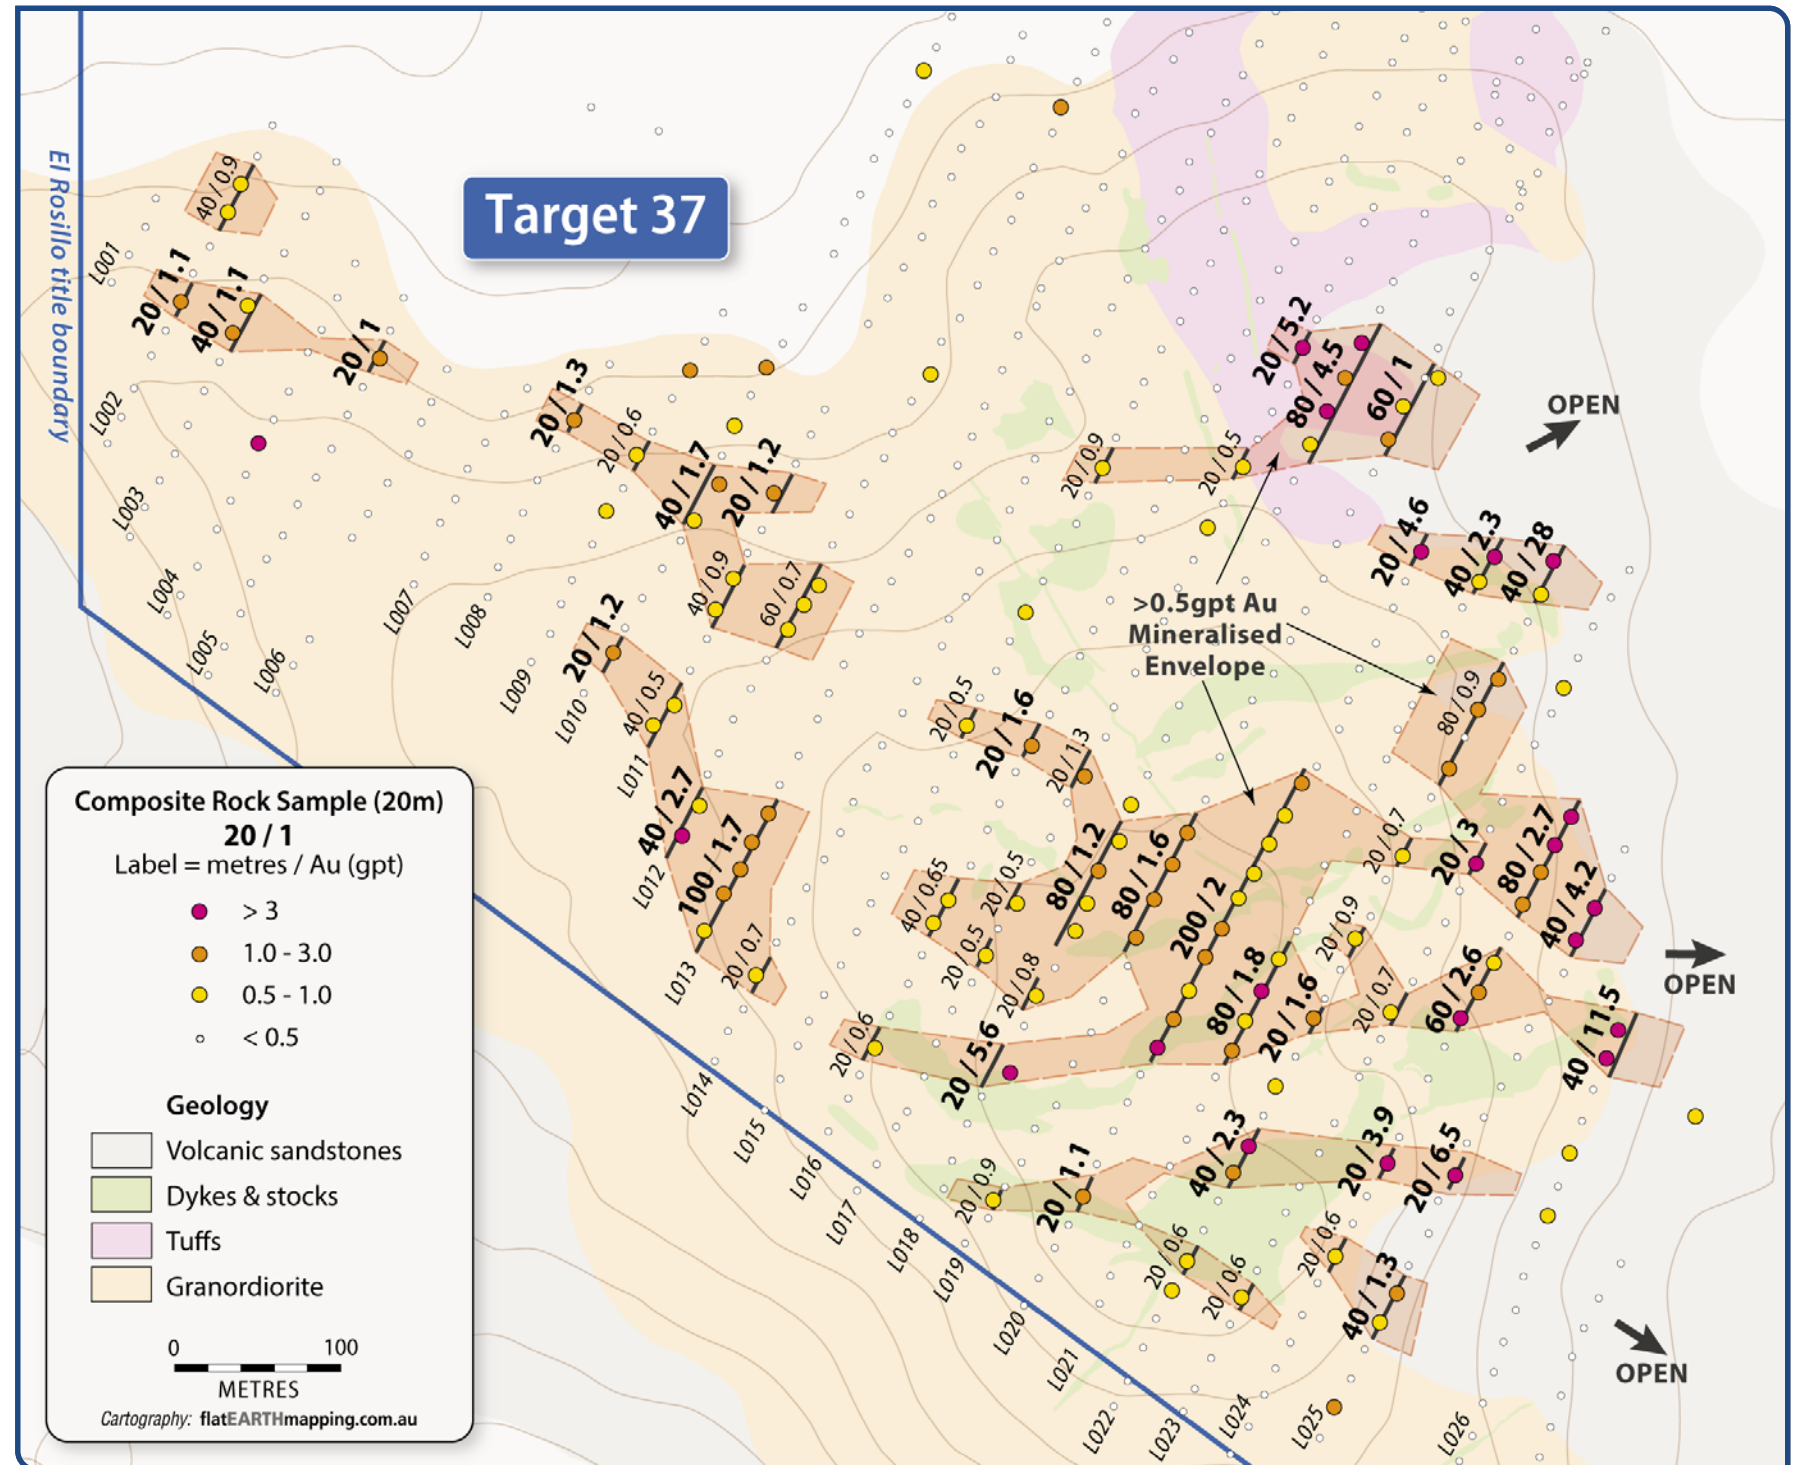 Target 37
El Rosillo title boundary
40 / 0.9
L001
20 / 1.1
40 / 1.1
20 / 1
L002
L003
L004
L005
L006
L007
L008
L009
L010
L011
L012
L013
L014
L015
L016
L017
L018
L019
L020
L021
L022
L023
L024
L025
L026
20 / 1.3
20 / 0.6
40 / 1.7
20 / 1.2
40 / 0.9
60 / 0.7
20 / 1.2
40 / 0.5
40 / 2.7
100 / 1.7
20 / 0.7
20 / 5.2
80 / 4.5
60 / 1
20 / 0.9
20 / 0.5
OPEN
20 / 4.6
40 / 2.3
40 / 28
>0.5gpt Au
Mineralised
Envelope
80 / 0.9
20 / 0.5
20 / 1.6
20 / 1.3
40 / 0.65
20 / 0.5
20 / 0.5
20 / 0.8
80 / 1.2
80 / 1.6
200 / 2
80 / 1.8
20 / 1.6
20 / 0.9
20 / 0.7
20 / 0.7
20 / 3
80 / 2.7
40 / 4.2
60 / 2.6
40 / 11.5
OPEN
20 / 0.6
20 / 5.6
20 / 0.9
20 / 1.1
40 / 2.3
20 / 3.9
20 / 6.5
20 / 0.6
20 / 0.6
20 / 0.6
40 / 1.3
OPEN
Composite Rock Sample (20m)
20 / 1
Label = metres / Au (gpt)
> 3
1.0 - 3.0
0.5 - 1.0
< 0.5
Geology
Volcanic sandstones
Dykes & stocks
Tuffs
Granordiorite
0 100
METRES
Cartography: flatEARTHmapping.com.au